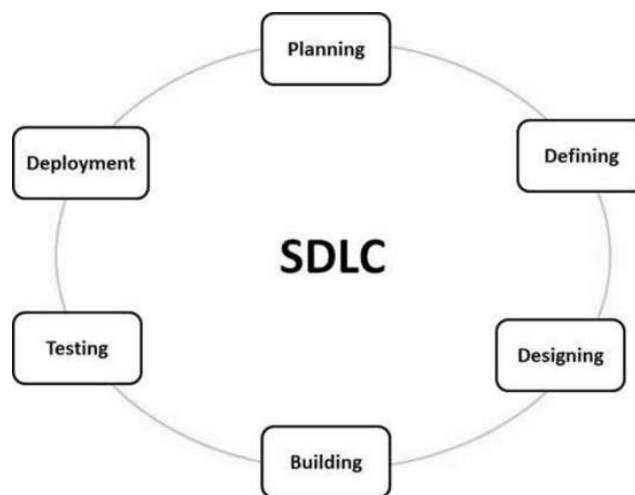 Planning
Deployment
Defining
SDLC
Testing
Designing
Building